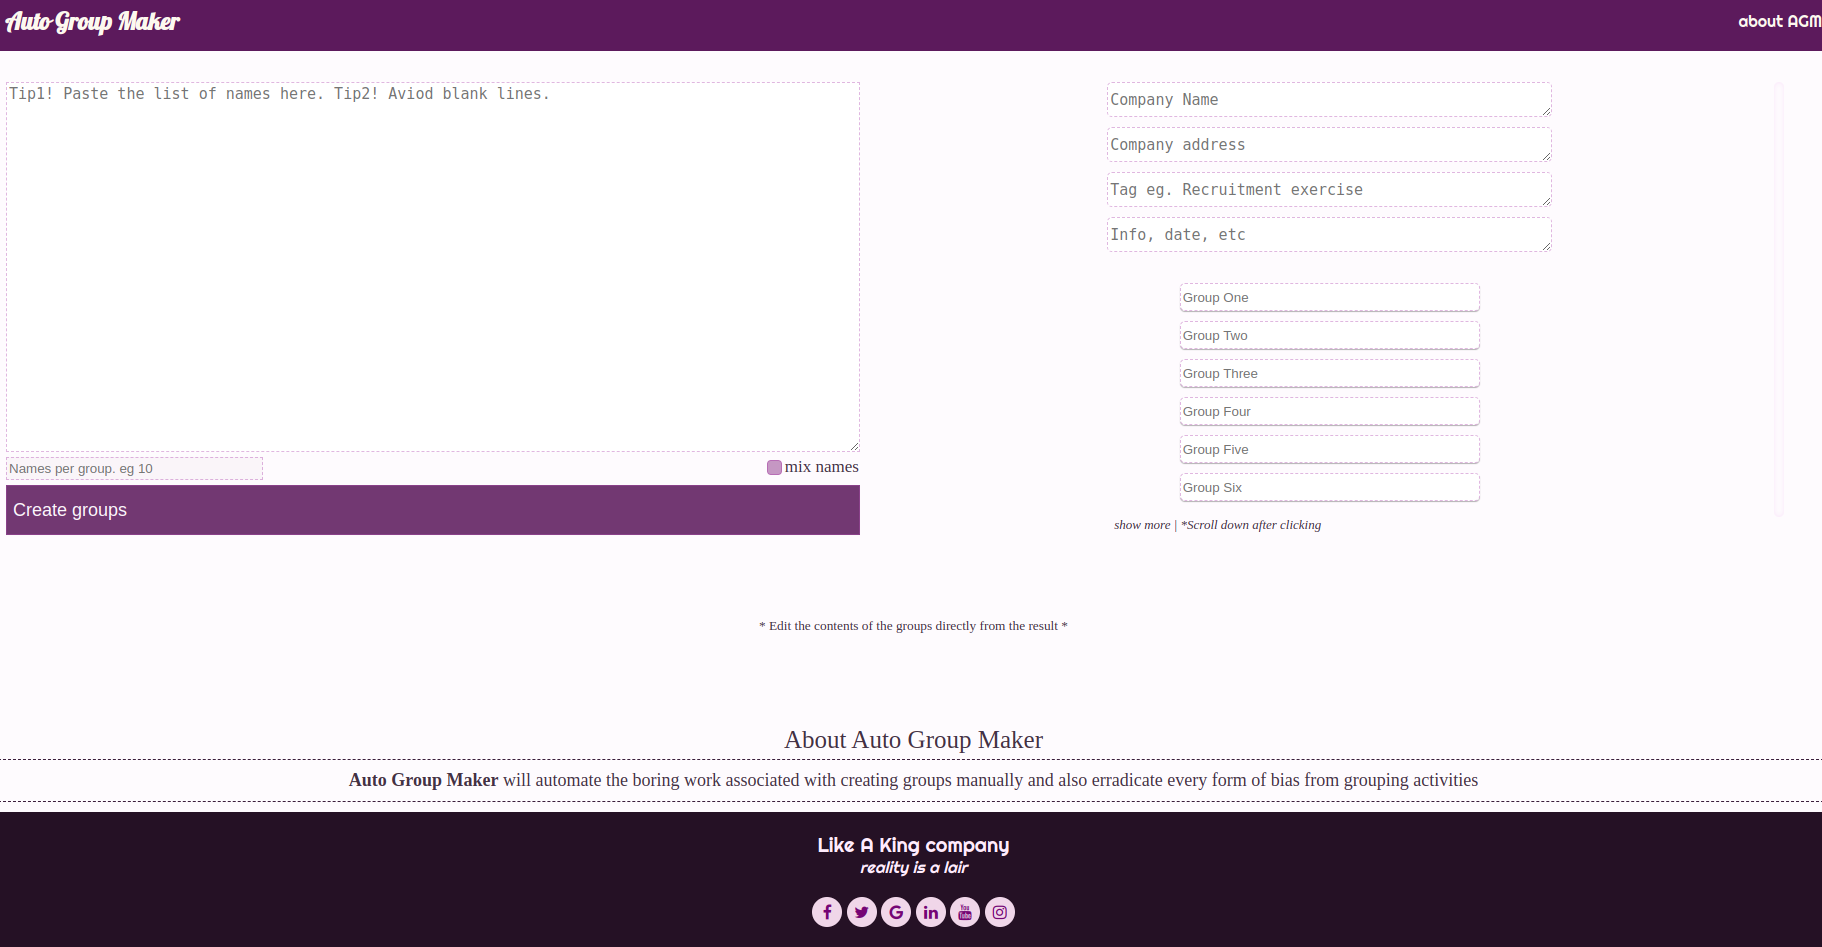 Auto Group Maker
about AGM
Tip1! Paste the list of names here. Tip2! Aviod blank lines.
Names per group. eg 10
mix names
Create groups
Company Name
Company address
Tag eg. Recruitment exercise
Info, date, etc
Group One
Group Two
Group Three
Group Four
Group Five
Group Six
show more | *Scroll down after clicking
* Edit the contents of the groups directly from the result *
About Auto Group Maker
Auto Group Maker will automate the boring work associated with creating groups manually and also erradicate every form of bias from grouping activities
Like A King company
reality is a lair
You Tube